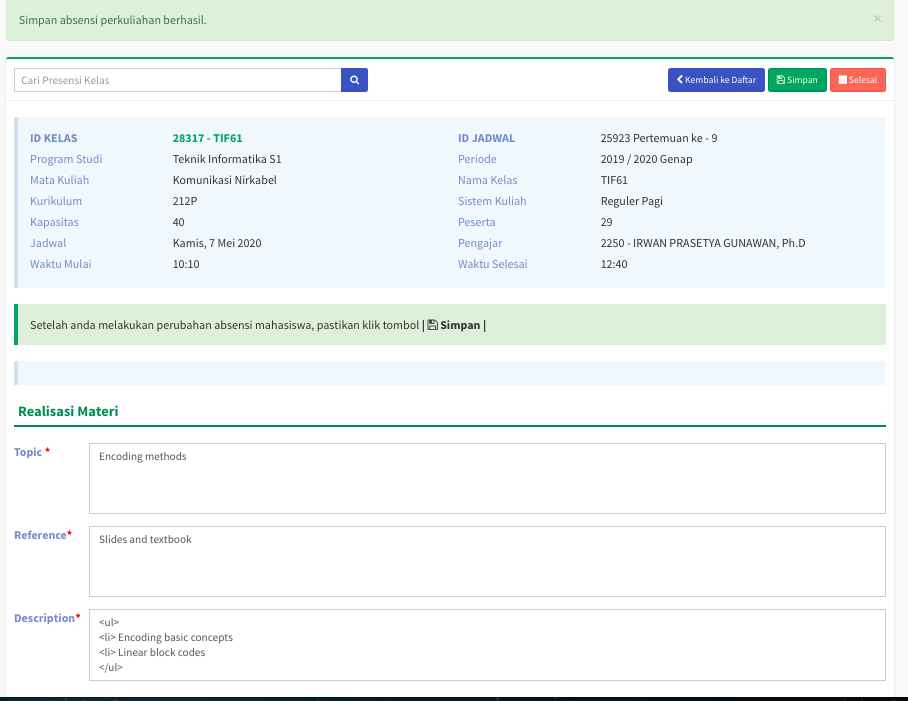 Simpan absensi perkuliahan berhasil.
×
Cari Presensi Kelas
Kembali ke Daftar
Simpan
Selesai
ID KELAS 28317 - TIF61 ID JADWAL 25923 Pertemuan ke - 9
Program Studi Teknik Informatika S1 Periode 2019 / 2020 Genap
Mata Kuliah Komunikasi Nirkabel Nama Kelas TIF61
Kurikulum 212P Sistem Kuliah Reguler Pagi
Kapasitas 40 Peserta 29
Jadwal Kamis, 7 Mei 2020 Pengajar 2250 - IRWAN PRASETYA GUNAWAN, Ph.D
Waktu Mulai 10:10 Waktu Selesai 12:40
Setelah anda melakukan perubahan absensi mahasiswa, pastikan klik tombol | Simpan |
Realisasi Materi
Topic *
Encoding methods
Reference*
Slides and textbook
Description*
<ul>
<li> Encoding basic concepts
<li> Linear block codes
</ul>